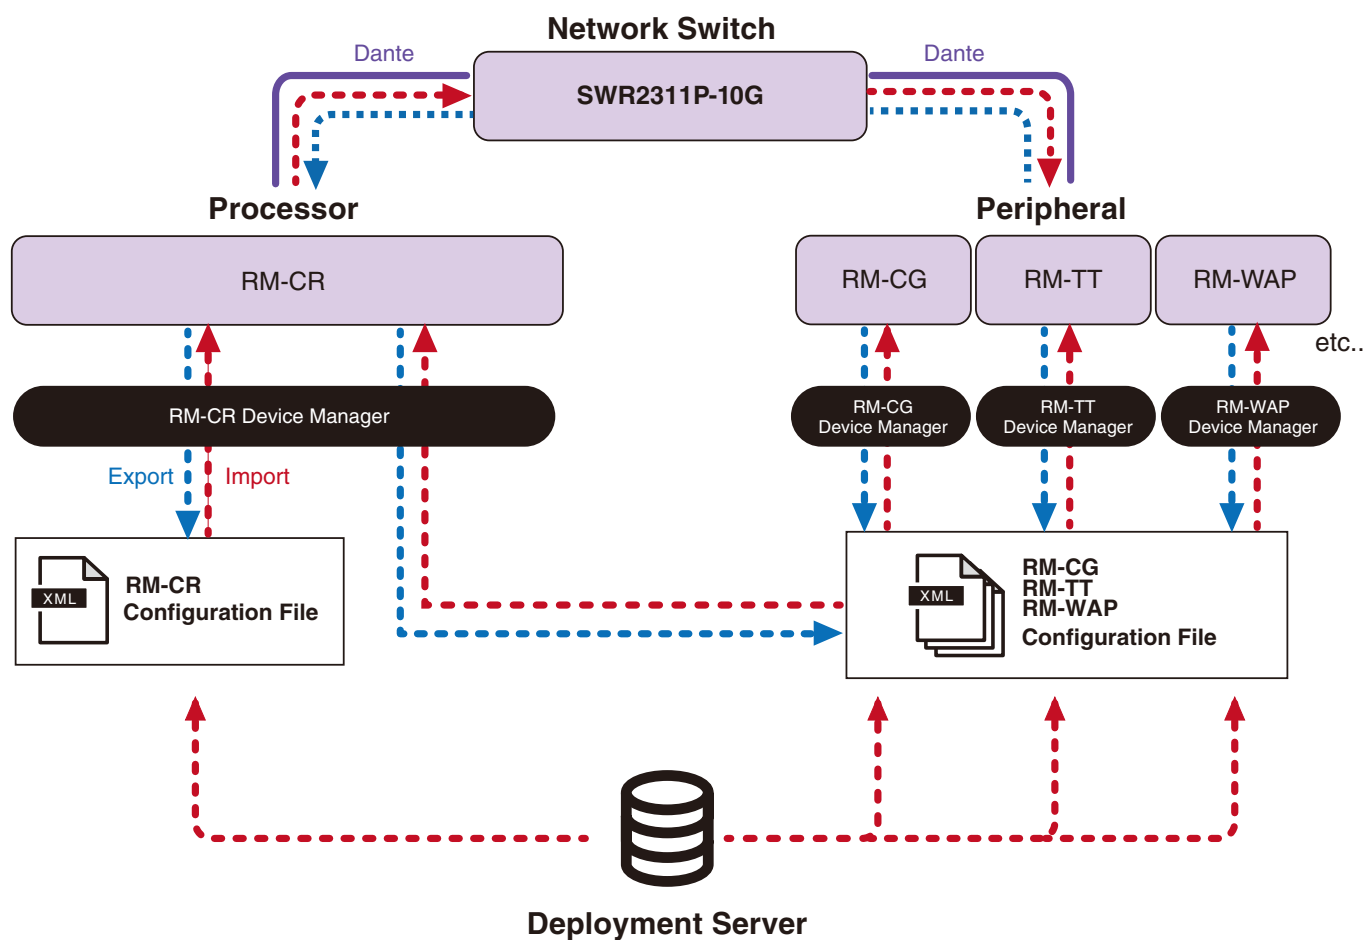 Network Switch
Dante
Dante
SWR2311P-10G
Processor
Peripheral
RM-CR
RM-CG
RM-TT
RM-WAP
etc..
RM-CR Device Manager
RM-CG
Device Manager
RM-TT
Device Manager
RM-WAP
Device Manager
Export
Import
XML
RM-CR
Configuration File
XML
RM-CG
RM-TT
RM-WAP
Configuration File
Deployment Server